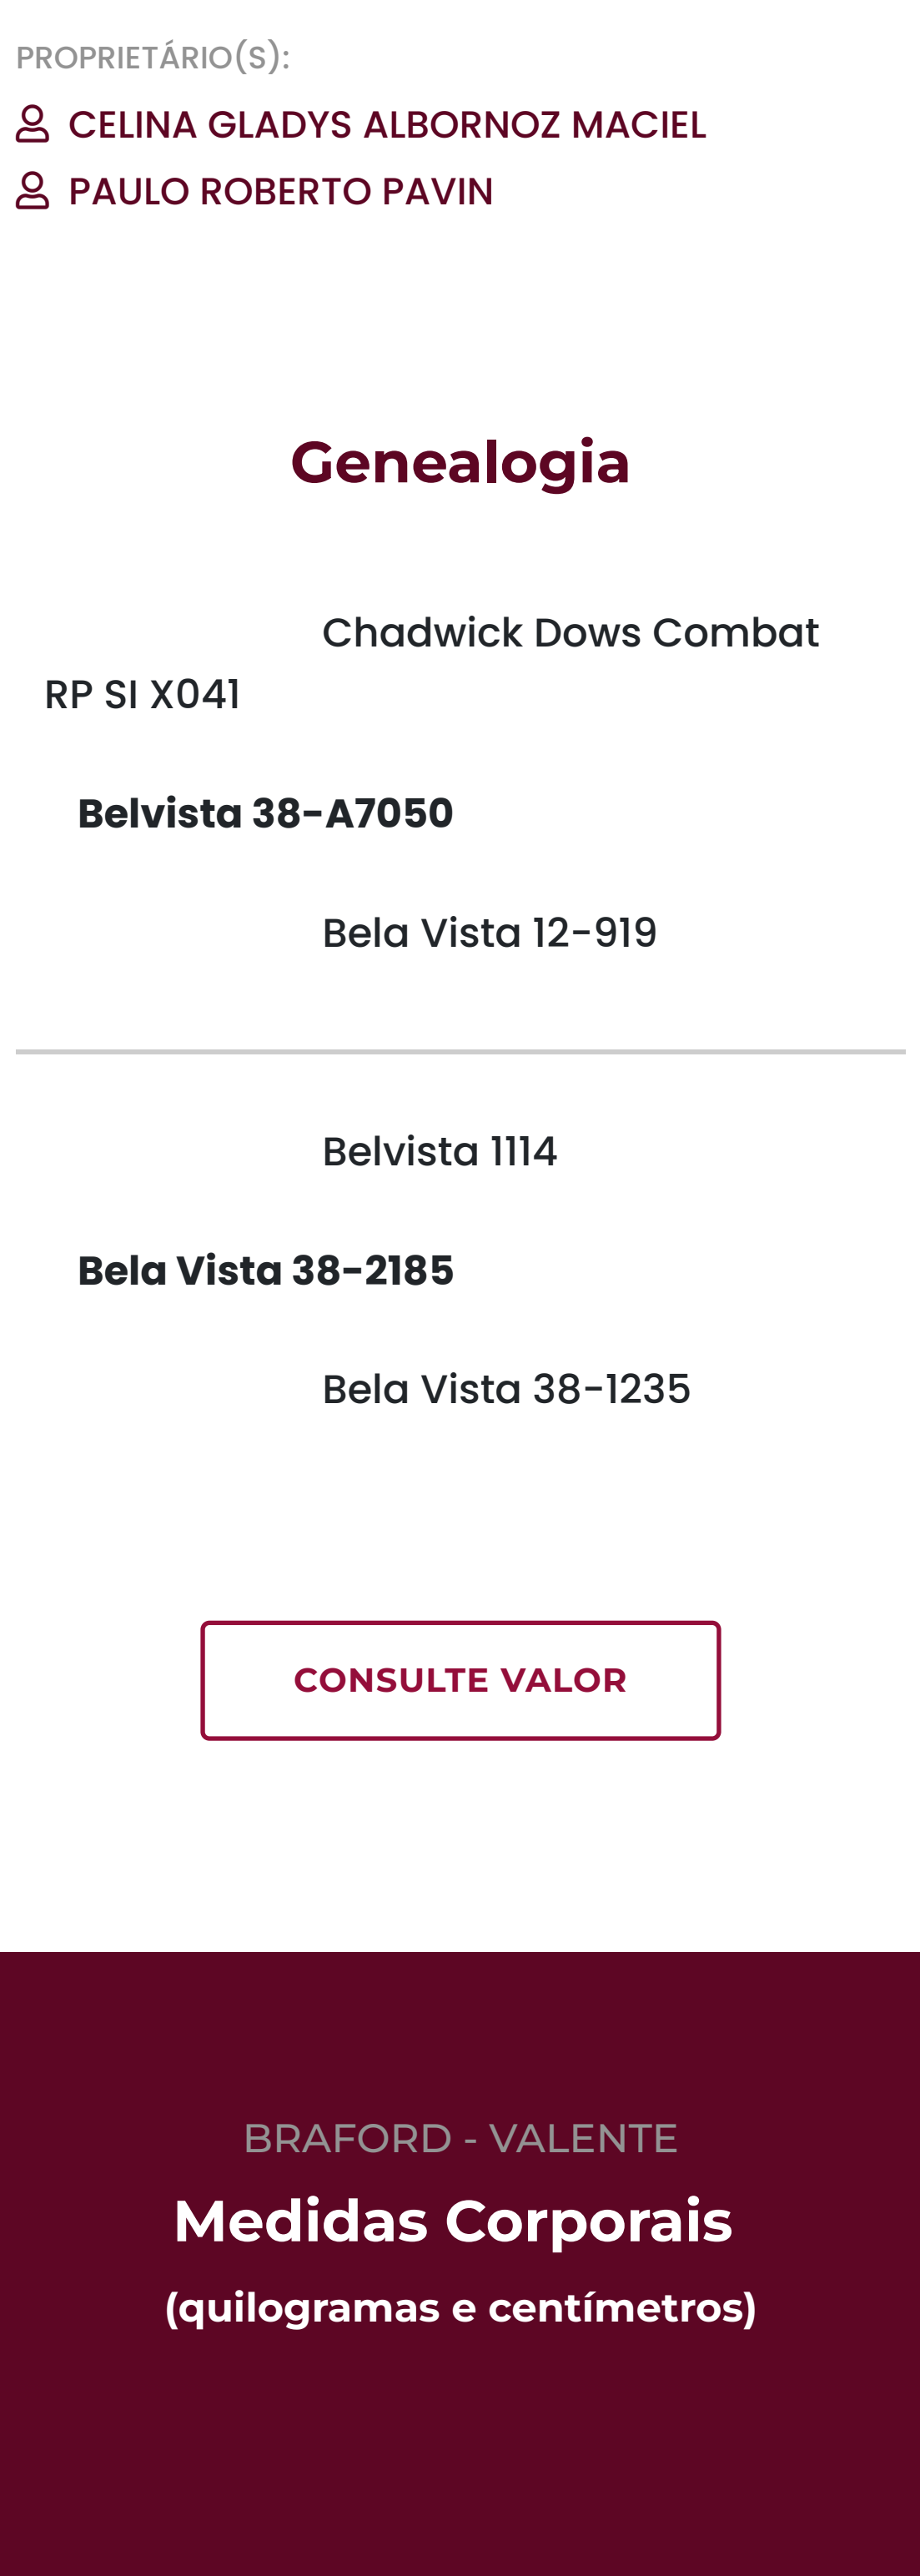 PROPRIETÁRIO(S):
CELINA GLADYS ALBORNOZ MACIEL
PAULO ROBERTO PAVIN
Genealogia
Chadwick Dows Combat
RP SI X041
Belvista 38-A7050
Bela Vista 12-919
Belvista 1114
Bela Vista 38-2185
Bela Vista 38-1235
CONSULTE VALOR
BRAFORD - VALENTE
Medidas Corporais
(quilogramas e centímetros)